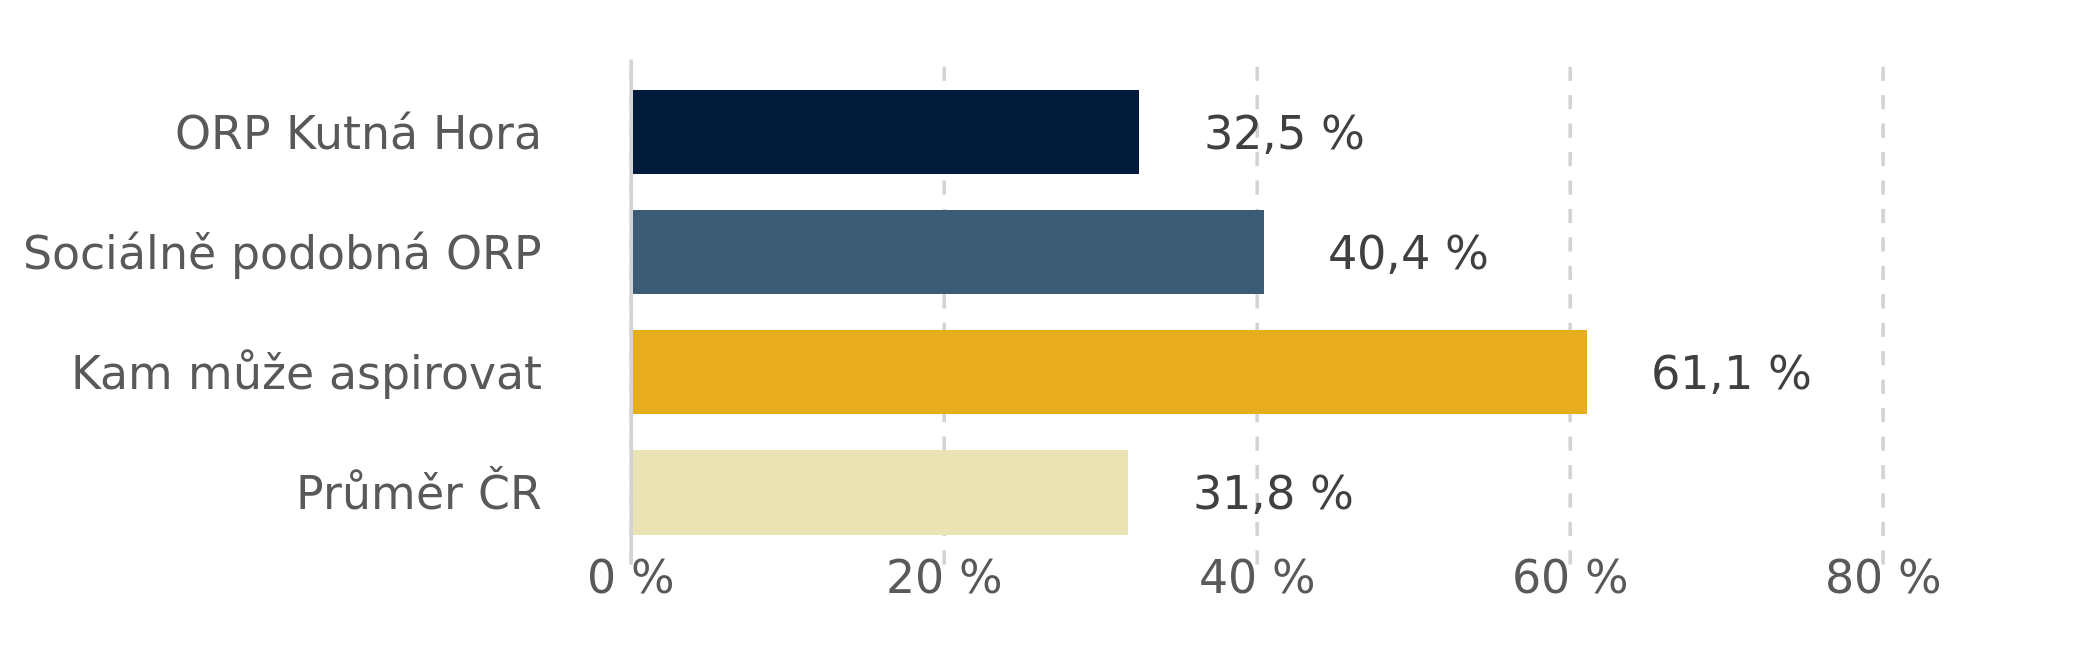 ORP Kutná Hora
32,5 %
Sociálně podobná ORP
40,4 %
Kam může aspirovat
61,1 %
Průměr ČR
31,8 %
0 %
20 %
40 %
60 %
80 %